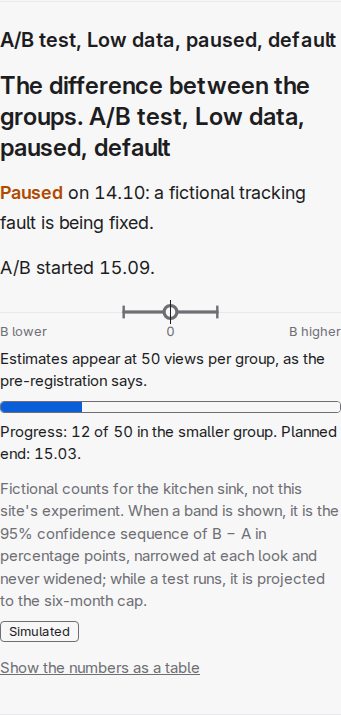 A/B test, Low data, paused, default
The difference between the
groups. A/B test, Low data,
paused, default
Paused on 14.10: a fictional tracking
fault is being fixed.
A/B started 15.09.
B lower 0 B higher
Estimates appear at 50 views per group, as the
pre-registration says.
Progress: 12 of 50 in the smaller group. Planned
end: 15.03.
Fictional counts for the kitchen sink, not this
site's experiment. When a band is shown, it is the
95% confidence sequence of B − A in
percentage points, narrowed at each look and
never widened; while a test runs, it is projected
to the six-month cap.
Simulated
Show the numbers as a table